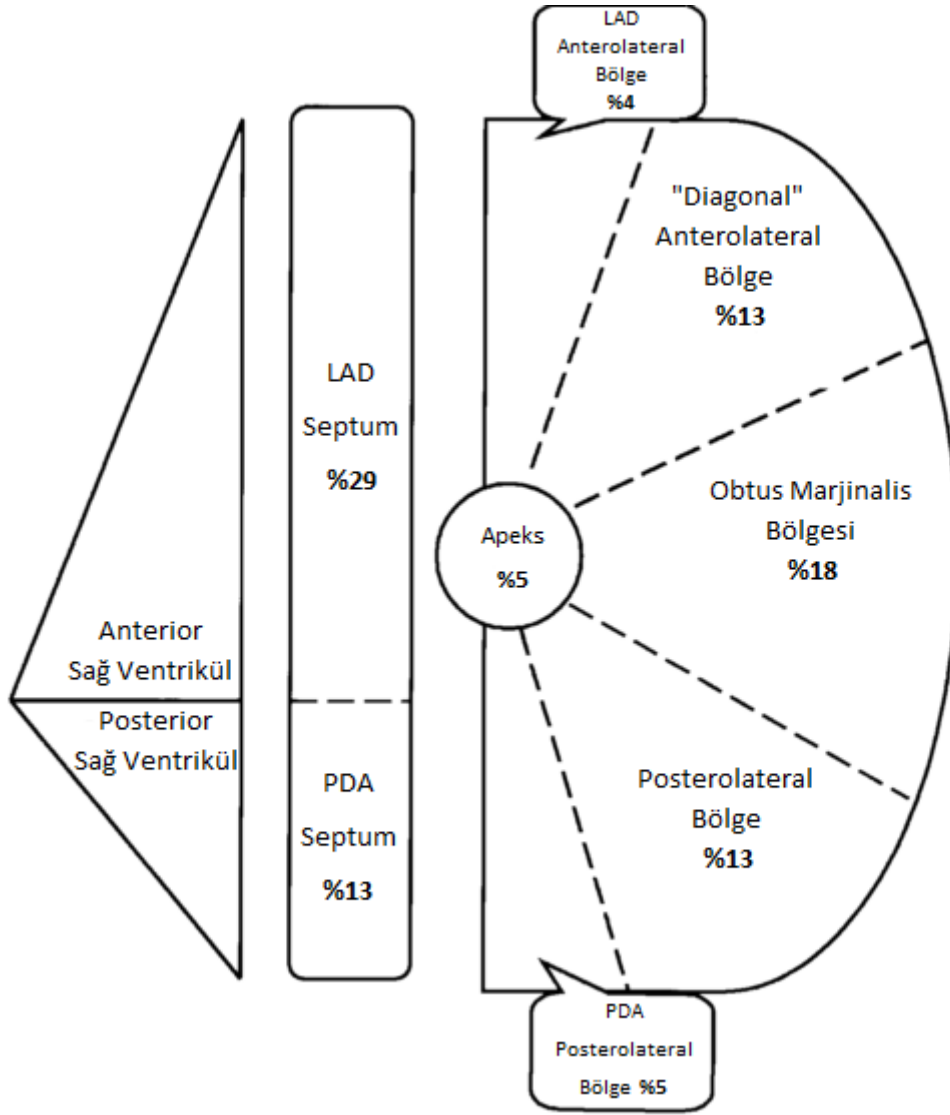 LAD
Anterolateral
Bölge
%4
"Diagonal"
Anterolateral
Bölge
%13
LAD
Septum
%29
Obtus Marjinalis
Bölgesi
%18
Apeks
%5
Anterior
Sağ Ventrikül
Posterior
Sağ Ventrikül
PDA
Septum
%13
Posterolateral
Bölge
%13
PDA
Posterolateral
Bölge %5